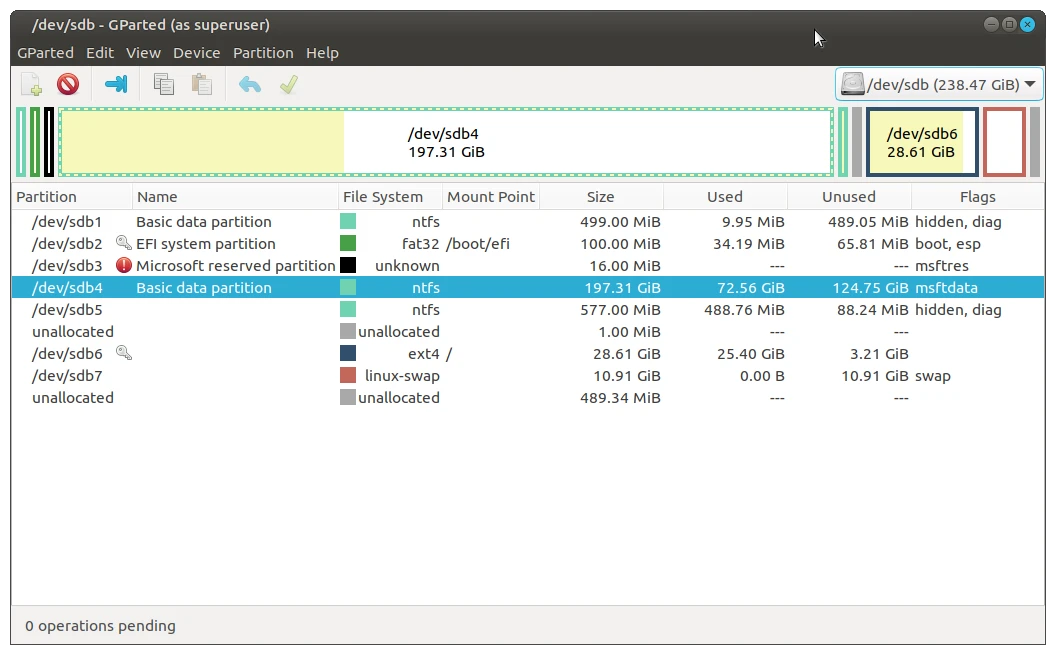 /dev/sdb - GParted (as superuser)
GParted Edit View Device Partition Help
/dev/sdb (238.47 GiB)
/dev/sdb4
197.31 GiB
/dev/sdb6
28.61 GiB
Partition Name File System Mount Point Size Used Unused Flags
/dev/sdb1 Basic data partition ntfs 499.00 MiB 9.95 MiB 489.05 MiB hidden, diag
/dev/sdb2 EFI system partition fat32 /boot/efi 100.00 MiB 34.19 MiB 65.81 MiB boot, esp
/dev/sdb3 Microsoft reserved partition unknown 16.00 MiB --- --- msftres
/dev/sdb4 Basic data partition ntfs 197.31 GiB 72.56 GiB 124.75 GiB msftdata
/dev/sdb5 ntfs 577.00 MiB 488.76 MiB 88.24 MiB hidden, diag
unallocated unallocated 1.00 MiB --- ---
/dev/sdb6 ext4 / 28.61 GiB 25.40 GiB 3.21 GiB
/dev/sdb7 linux-swap 10.91 GiB 0.00 B 10.91 GiB swap
unallocated unallocated 489.34 MiB --- ---
0 operations pending